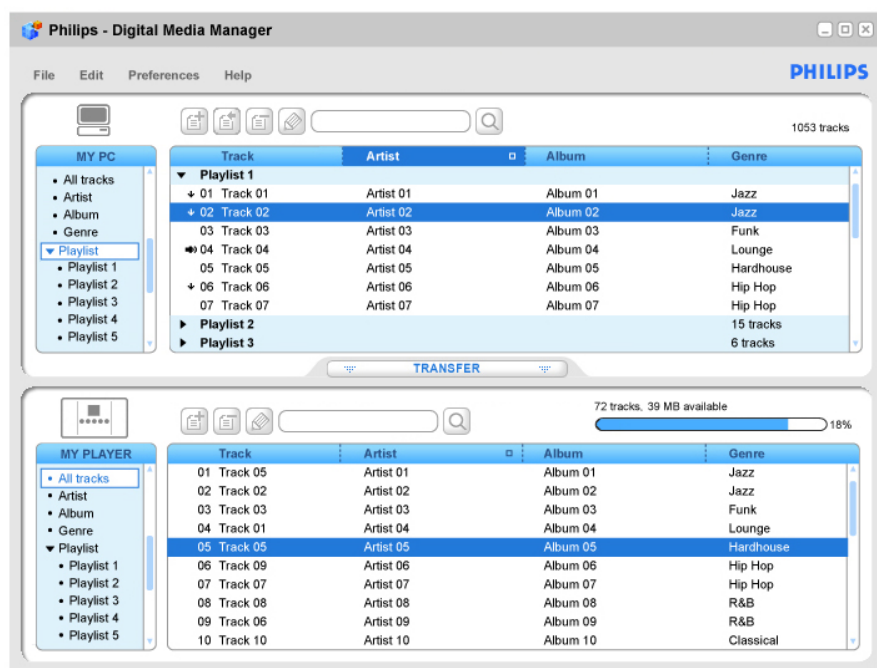 Philips - Digital Media Manager
File Edit Preferences Help PHILIPS
1053 tracks
MY PC Track Artist Album Genre
All tracks
Artist
Album
Genre
Playlist
Playlist 1
Playlist 2
Playlist 3
Playlist 4
Playlist 5
Playlist 1
01 Track 01 Artist 01 Album 01 Jazz
02 Track 02 Artist 02 Album 02 Jazz
03 Track 03 Artist 03 Album 03 Funk
04 Track 04 Artist 04 Album 04 Lounge
05 Track 05 Artist 05 Album 05 Hardhouse
06 Track 06 Artist 06 Album 06 Hip Hop
07 Track 07 Artist 07 Album 07 Hip Hop
Playlist 2 15 tracks
Playlist 3 6 tracks
TRANSFER
72 tracks, 39 MB available
18%
MY PLAYER Track Artist Album Genre
All tracks
Artist
Album
Genre
Playlist
Playlist 1
Playlist 2
Playlist 3
Playlist 4
Playlist 5
01 Track 05 Artist 01 Album 01 Jazz
02 Track 02 Artist 02 Album 02 Jazz
03 Track 03 Artist 03 Album 03 Funk
04 Track 01 Artist 04 Album 04 Lounge
05 Track 05 Artist 05 Album 05 Hardhouse
06 Track 09 Artist 06 Album 06 Hip Hop
07 Track 07 Artist 07 Album 07 Hip Hop
08 Track 08 Artist 08 Album 08 R&B
09 Track 06 Artist 09 Album 09 R&B
10 Track 10 Artist 10 Album 10 Classical